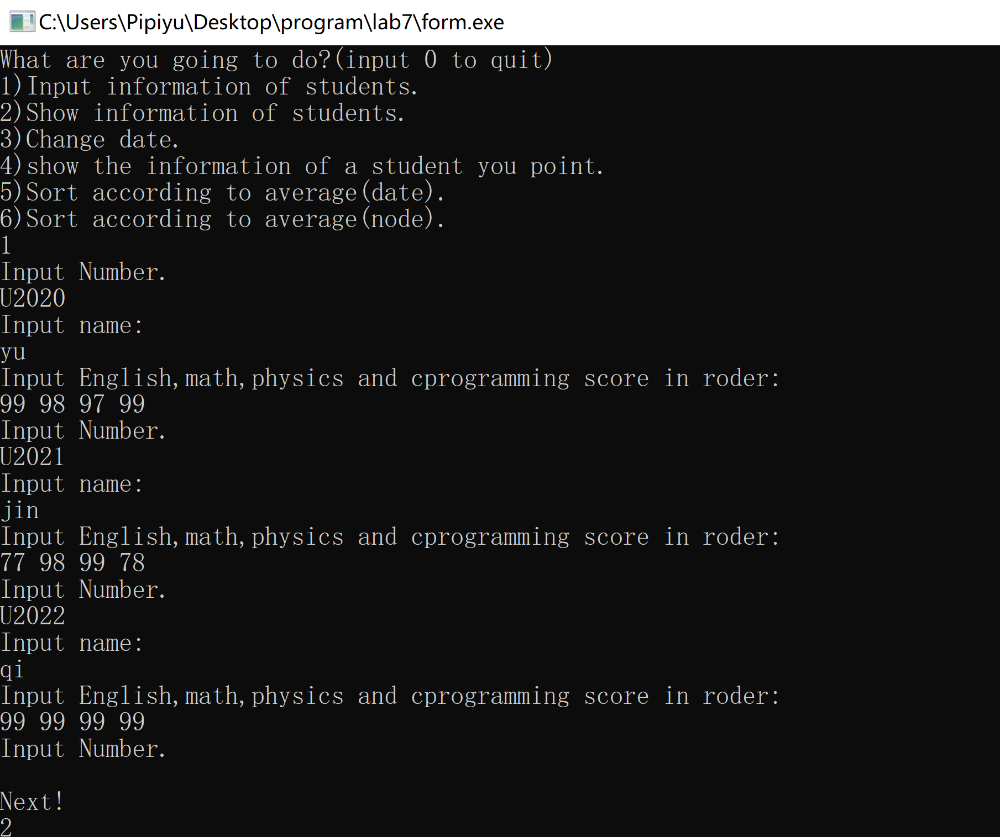 C:\Users\Pipiyu\Desktop\program\lab7\form.exe
What are you going to do?(input 0 to quit)
1)Input information of students.
2)Show information of students.
3)Change date.
4)show the information of a student you point.
5)Sort according to average(date).
6)Sort according to average(node).
1
Input Number.
U2020
Input name:
yu
Input English,math,physics and cprogramming score in roder:
99 98 97 99
Input Number.
U2021
Input name:
jin
Input English,math,physics and cprogramming score in roder:
77 98 99 78
Input Number.
U2022
Input name:
qi
Input English,math,physics and cprogramming score in roder:
99 99 99 99
Input Number.
Next!
2